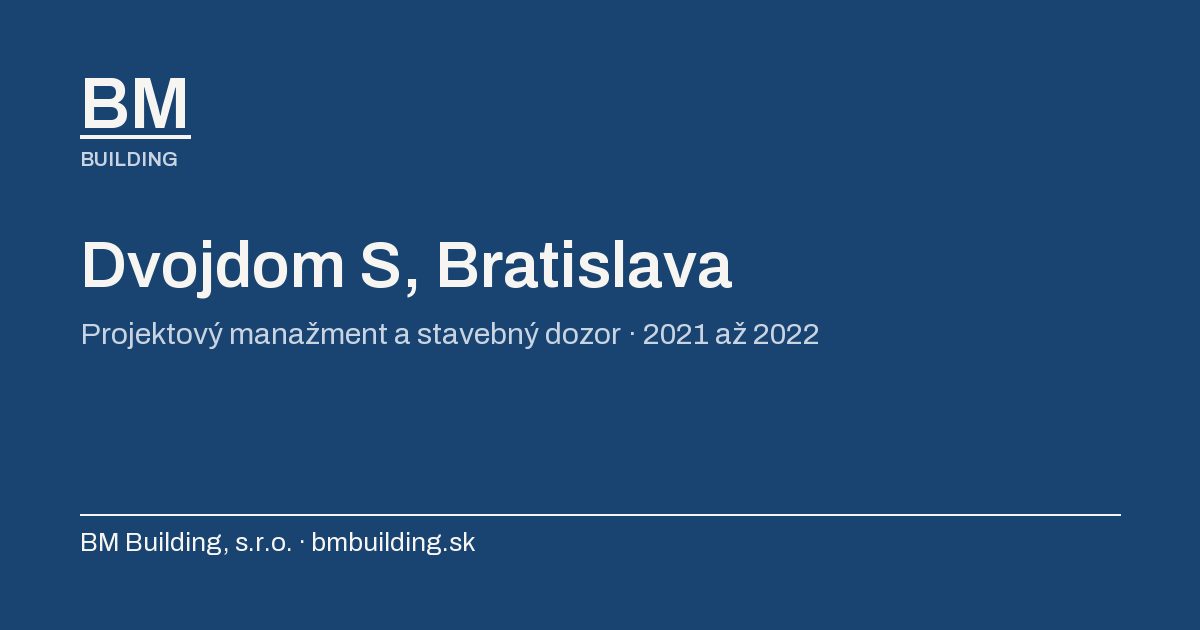 BM
BUILDING
Dvojdom S, Bratislava
Projektový manažment a stavebný dozor · 2021 až 2022
BM Building, s.r.o. · bmbuilding.sk